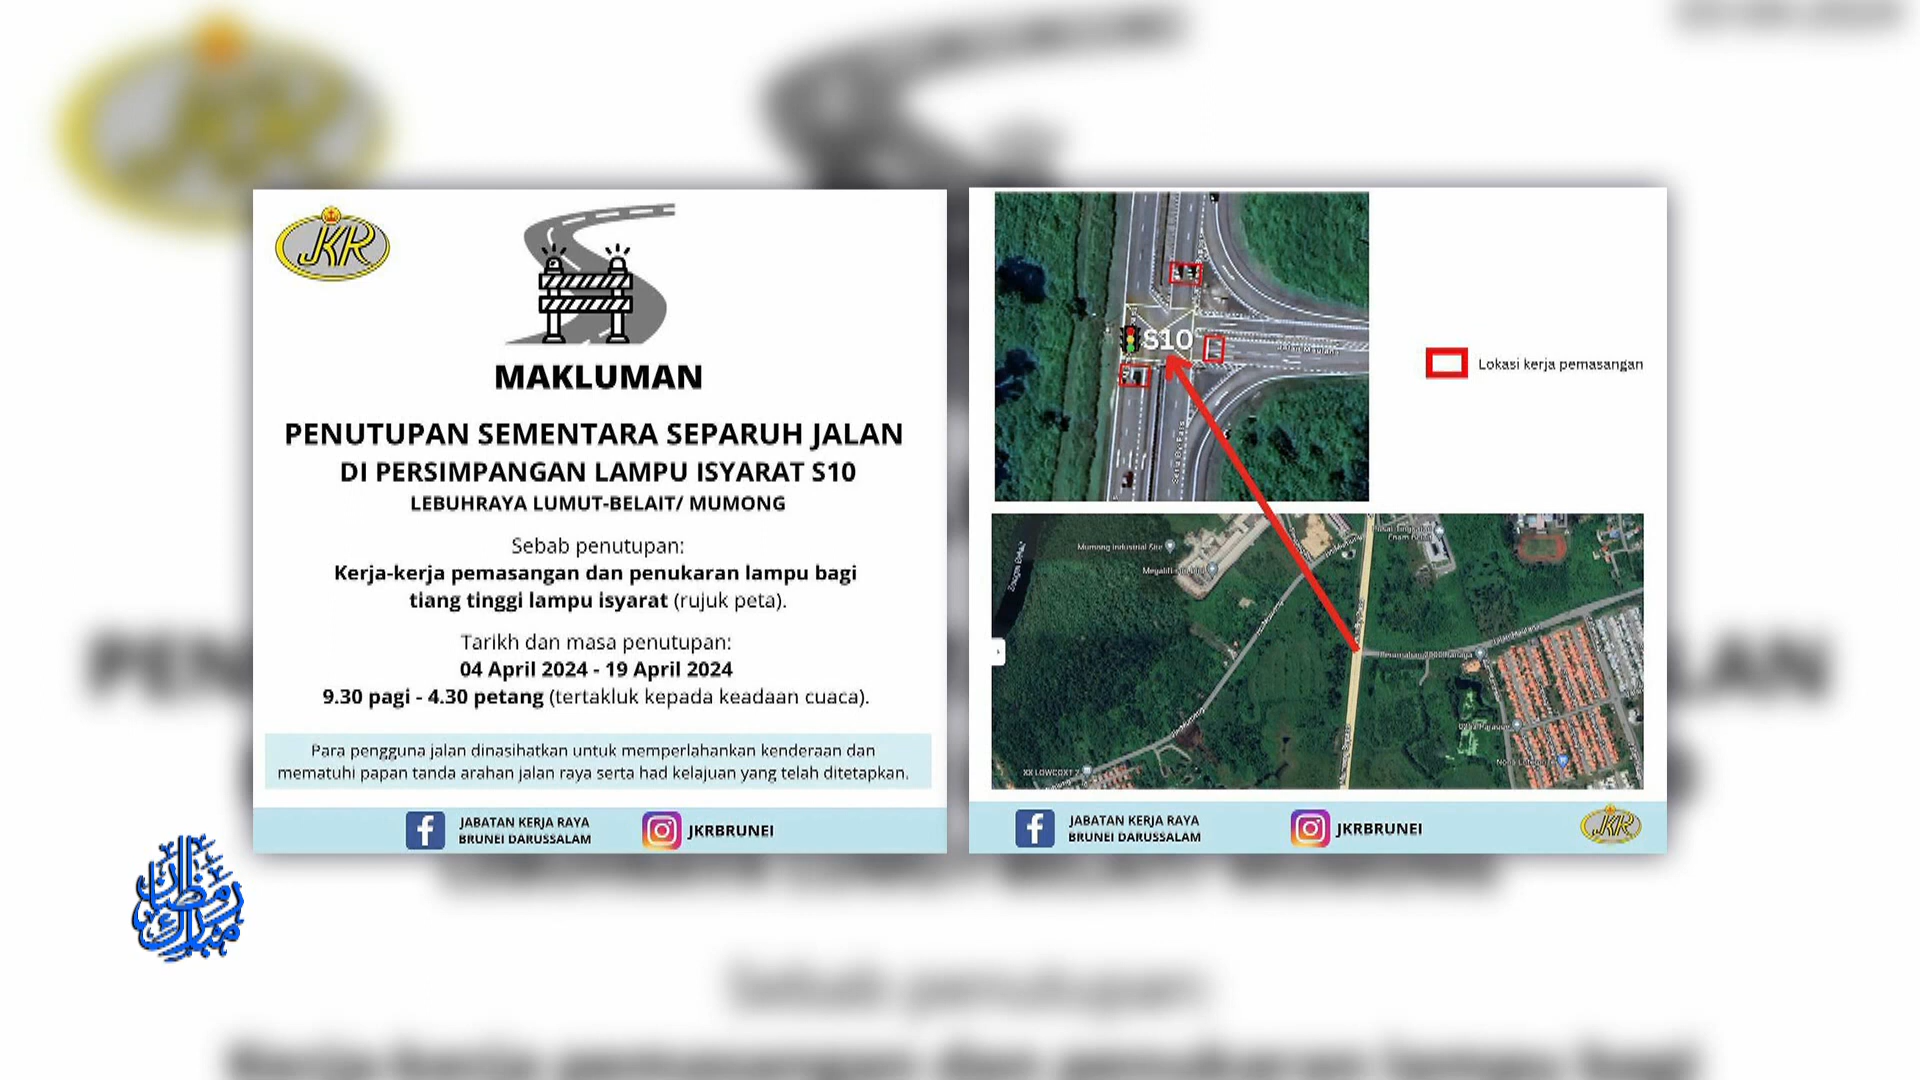 JKR
MAKLUMAN
PENUTUPAN SEMENTARA SEPARUH JALAN
DI PERSIMPANGAN LAMPU ISYARAT S10
LEBUHRAYA LUMUT-BELAIT/ MUMONG
Sebab penutupan:
Kerja-kerja pemasangan dan penukaran lampu bagi
tiang tinggi lampu isyarat (rujuk peta).
Tarikh dan masa penutupan:
04 April 2024 - 19 April 2024
9.30 pagi - 4.30 petang (tertakluk kepada keadaan cuaca).
Para pengguna jalan dinasihatkan untuk memperlahankan kenderaan dan
mematuhi papan tanda arahan jalan raya serta had kelajuan yang telah ditetapkan.
JABATAN KERJA RAYA
BRUNEI DARUSSALAM
JKRBRUNEI
S10
Lokasi kerja pemasangan
Mumong Industrial Site
Jalan Maulana
JABATAN KERJA RAYA
BRUNEI DARUSSALAM
JKRBRUNEI
JKR
رمضان
مبارك